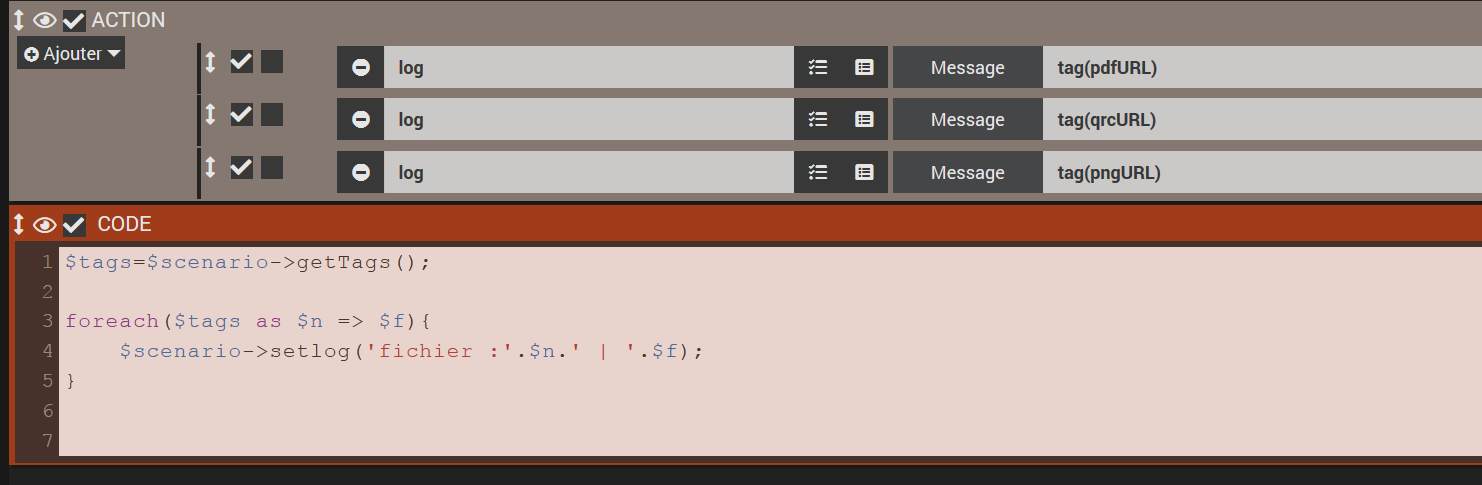 ACTION
Ajouter
log Message tag(pdfURL)
log Message tag(qrcURL)
log Message tag(pngURL)
CODE
1 $tags=$scenario->getTags();
2
3 foreach($tags as $n => $f){
4 $scenario->setlog('fichier :'.$n.' | '.$f);
5 }
6
7